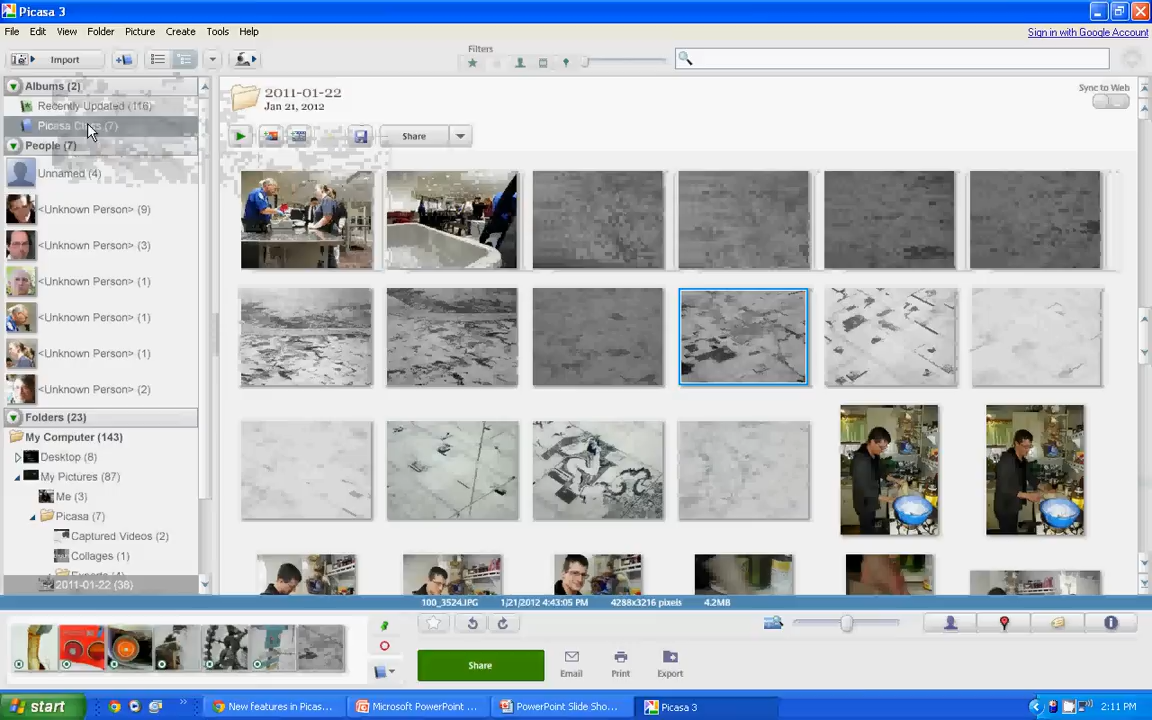 Picasa 3
File Edit View Folder Picture Create Tools Help
Sign in with Google Account
Import
Filters
Albums (2)
Recently Updated (116)
(7)
People (7)
Unnamed (4)
<Unknown Person> (9)
<Unknown Person> (3)
<Unknown Person> (1)
<Unknown Person> (1)
<Unknown Person> (1)
<Unknown Person> (2)
Folders (23)
My Computer (143)
Desktop (8)
My Pictures (87)
Me (3)
Picasa (7)
Captured Videos (2)
Collages (1)
2011-01-22 (38)
2011-01-22
Jan 21, 2012
Sync to Web
Share
100_3524.JPG 1/21/2012 4:43:05 PM 4288x3216 pixels 4.2MB
Share
Email
Print
Export
start
New features in Picas...
Microsoft PowerPoint ...
PowerPoint Slide Sho...
Picasa 3
2:11 PM